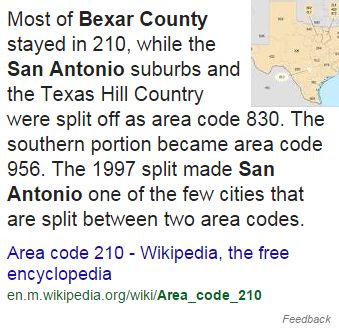 Most of Bexar County
stayed in 210, while the
San Antonio suburbs and
the Texas Hill Country
were split off as area code 830. The
southern portion became area code
956. The 1997 split made San
Antonio one of the few cities that
are split between two area codes.
Area code 210 - Wikipedia, the free
encyclopedia
en.m.wikipedia.org/wiki/Area_code_210
Feedback